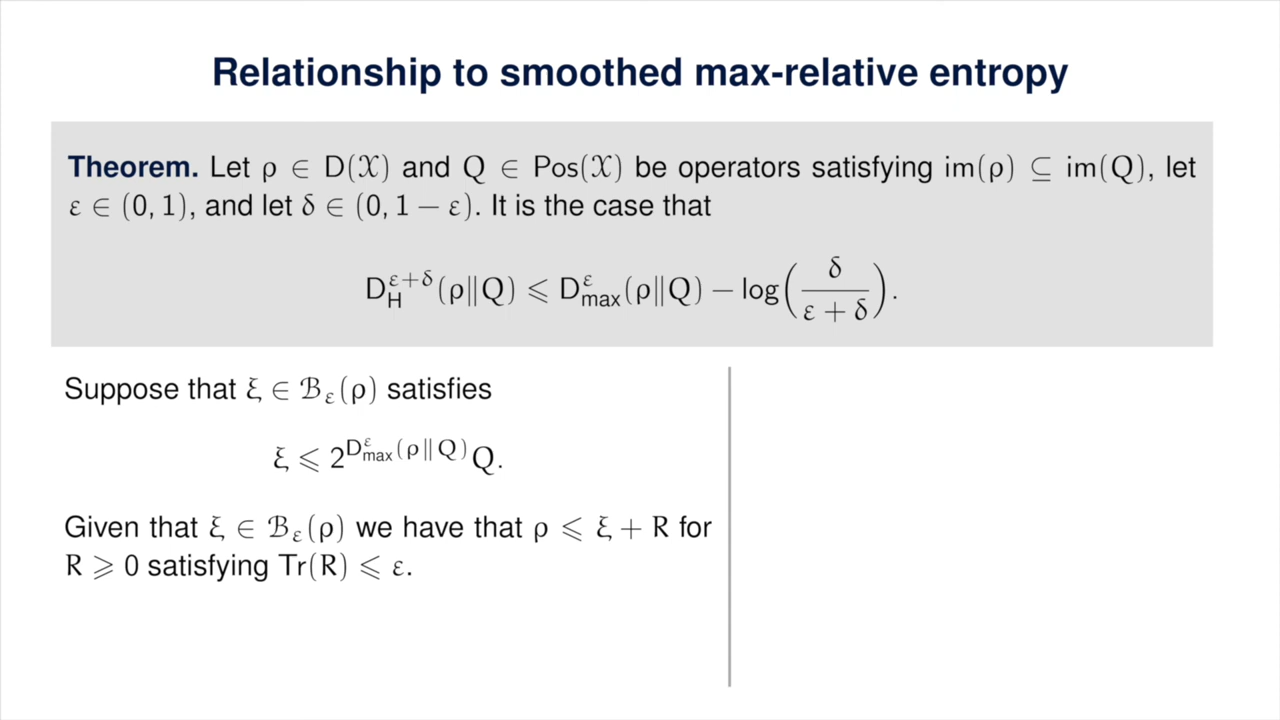 Relationship to smoothed max-relative entropy
Theorem. Let ρ ∈ D(𝒳) and Q ∈ Pos(𝒳) be operators satisfying im(ρ) ⊆ im(Q), let
ε ∈ (0, 1), and let δ ∈ (0, 1 − ε). It is the case that
D_H^{ε+δ}(ρ‖Q) ⩽ D_max^ε(ρ‖Q) − log(δ/(ε + δ)).
Suppose that ξ ∈ ℬ_ε(ρ) satisfies
ξ ⩽ 2^{D_max^ε(ρ‖Q)} Q.
Given that ξ ∈ ℬ_ε(ρ) we have that ρ ⩽ ξ + R for
R ⩾ 0 satisfying Tr(R) ⩽ ε.